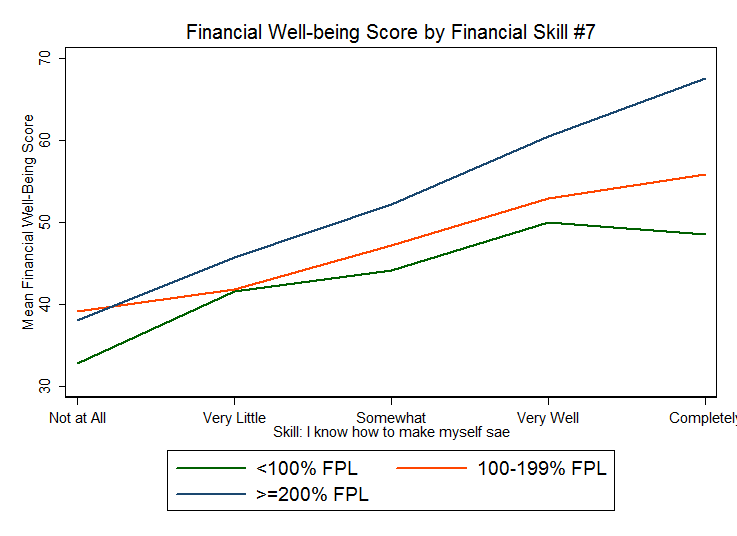 Financial Well-being Score by Financial Skill #7
Mean Financial Well-Being Score
70
60
50
40
30
Not at All Very Little Somewhat Very Well Completely
Skill: I know how to make myself sae
<100% FPL 100-199% FPL
>=200% FPL